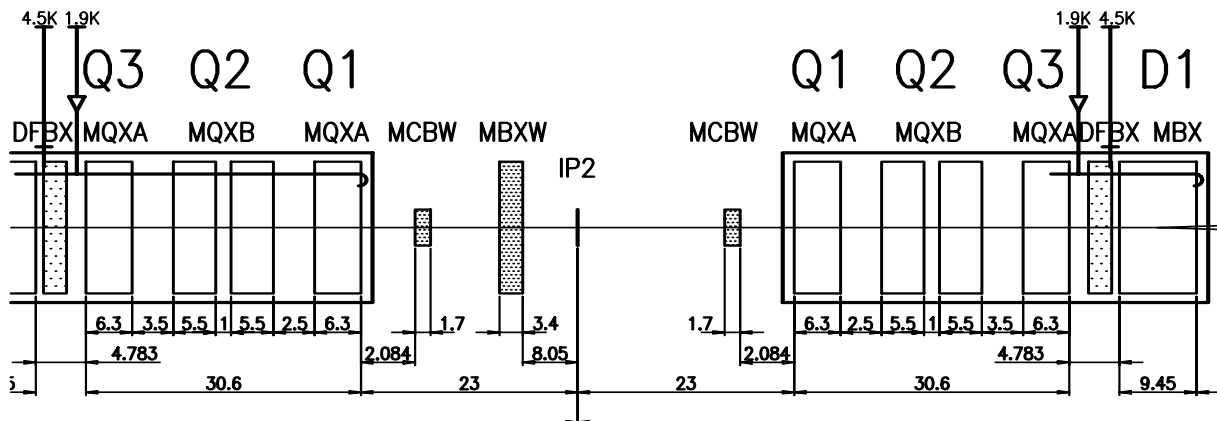 4.5K 1.9K 1.9K 4.5K
Q3 Q2 Q1 Q1 Q2 Q3 D1
DFBX MQXA MQXB MQXA MCBW MBXW MCBW MQXA MQXB MQXA DFBX MBX
IP2
6.3 3.5 5.5 1 5.5 2.5 6.3 1.7 3.4 1.7 6.3 2.5 5.5 1 5.5 3.5 6.3
4.783 2.084 8.05 2.084 4.783
30.6 23 23 30.6 9.45